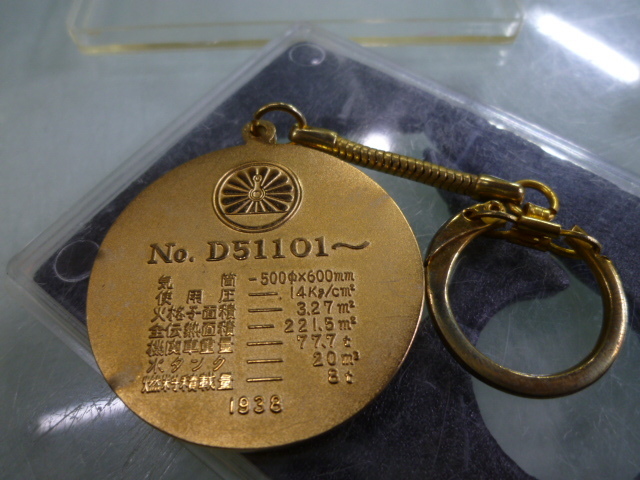 No. D51101〜
気筒 -500φ×600mm
使用圧 — 14Kg/cm²
火格子面積 — 3.27m²
全伝熱面積 — 221.5m²
機関車重量 — 77.7t
水タンク — 20m³
燃料積載量 — 8t
1938